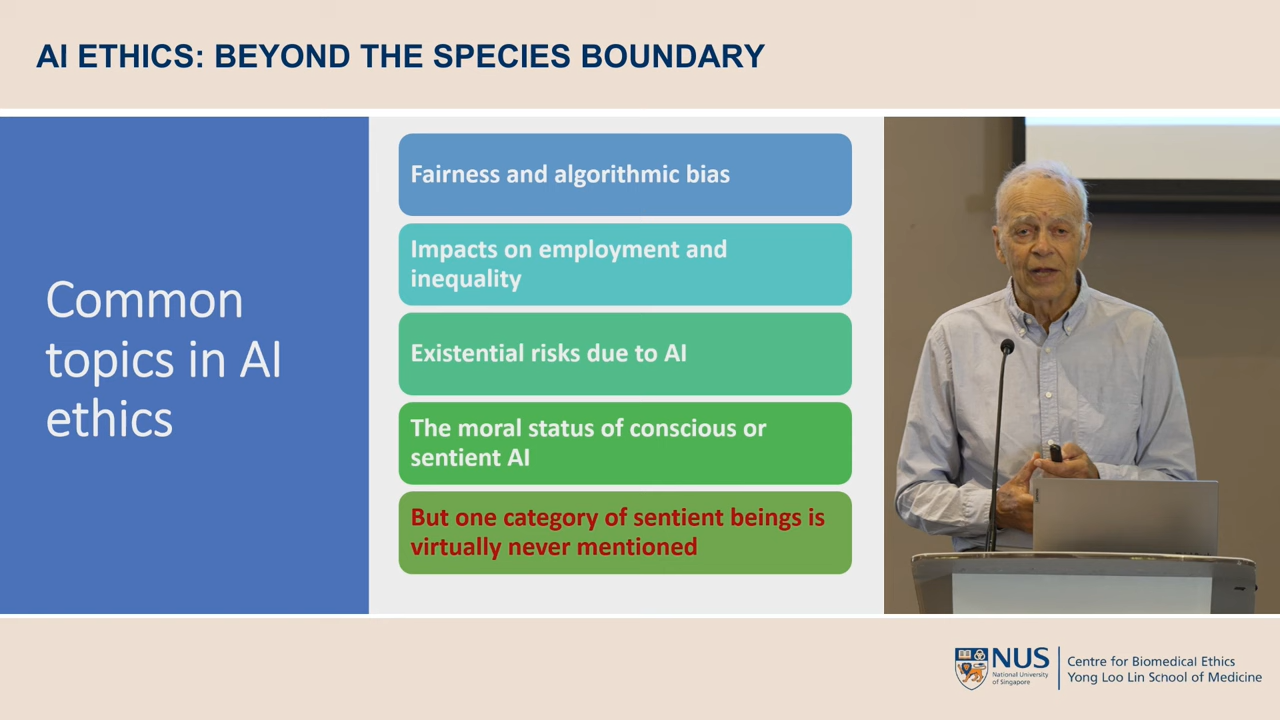 AI ETHICS: BEYOND THE SPECIES BOUNDARY
Common
topics in AI
ethics
Fairness and algorithmic bias
Impacts on employment and
inequality
Existential risks due to AI
The moral status of conscious or
sentient AI
But one category of sentient beings is
virtually never mentioned
NUS
National University
of Singapore
Centre for Biomedical Ethics
Yong Loo Lin School of Medicine